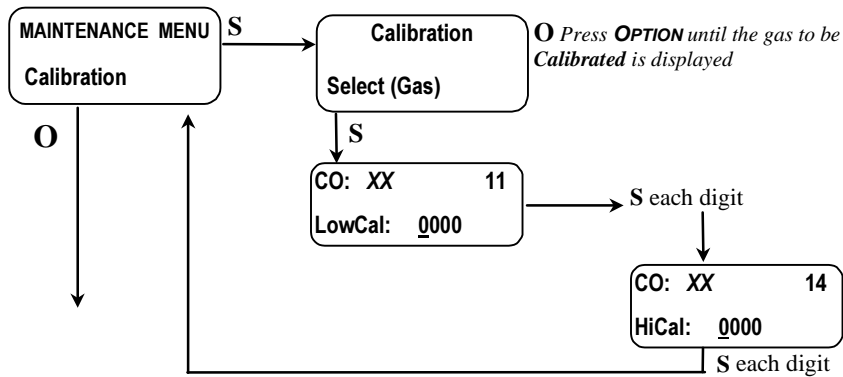 MAINTENANCE MENU
Calibration
S
Calibration
Select (Gas)
O Press OPTION until the gas to be
Calibrated is displayed
O
S
CO: XX 11
LowCal: 0000
S each digit
CO: XX 14
HiCal: 0000
S each digit